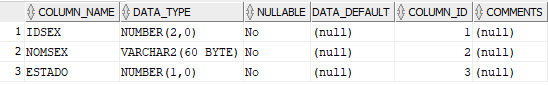 COLUMN_NAME DATA_TYPE NULLABLE DATA_DEFAULT COLUMN_ID COMMENTS
1 IDSEX NUMBER(2,0) No (null) 1 (null)
2 NOMSEX VARCHAR2(60 BYTE) No (null) 2 (null)
3 ESTADO NUMBER(1,0) No (null) 3 (null)